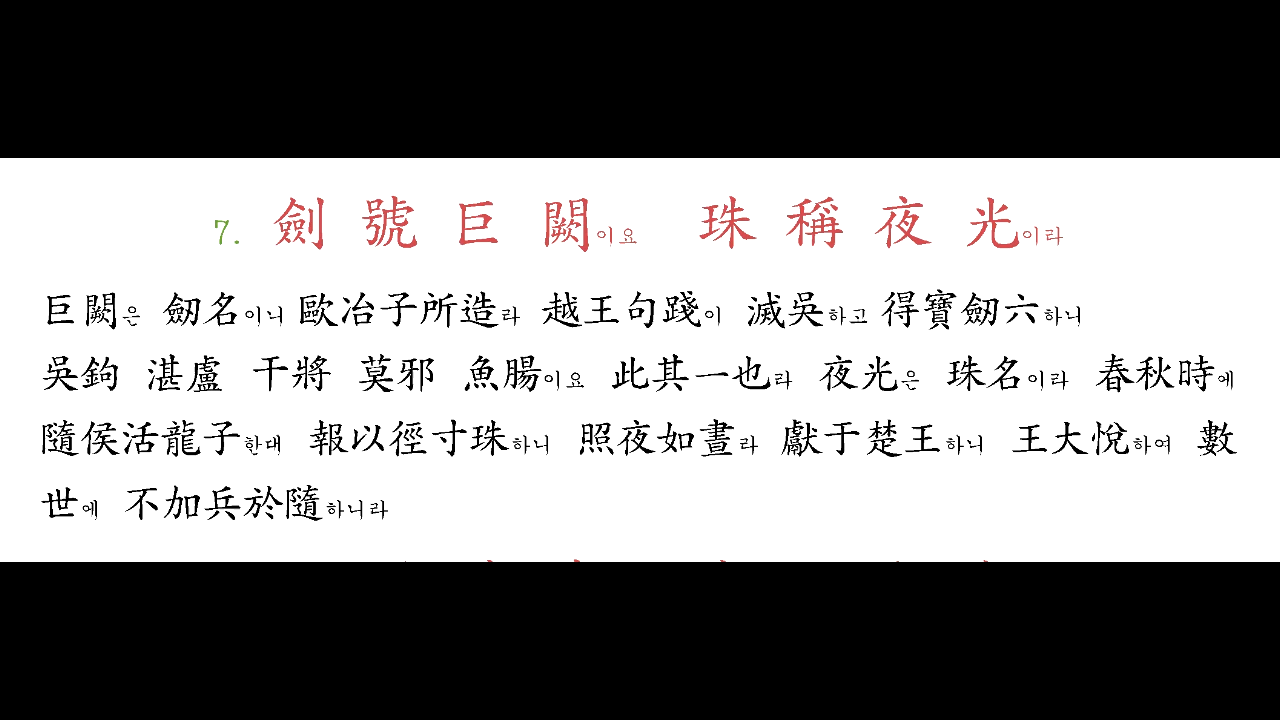 7. 劍號巨闕이요 珠稱夜光이라
巨闕은 劒名이니 歐冶子所造라 越王句踐이 滅吳하고 得寶劒六하니
吳鉤 湛盧 干將 莫邪 魚腸이요 此其一也라 夜光은 珠名이라 春秋時에
隨侯活龍子한대 報以徑寸珠하니 照夜如晝라 獻于楚王하니 王大悅하여 數
世에 不加兵於隨하니라